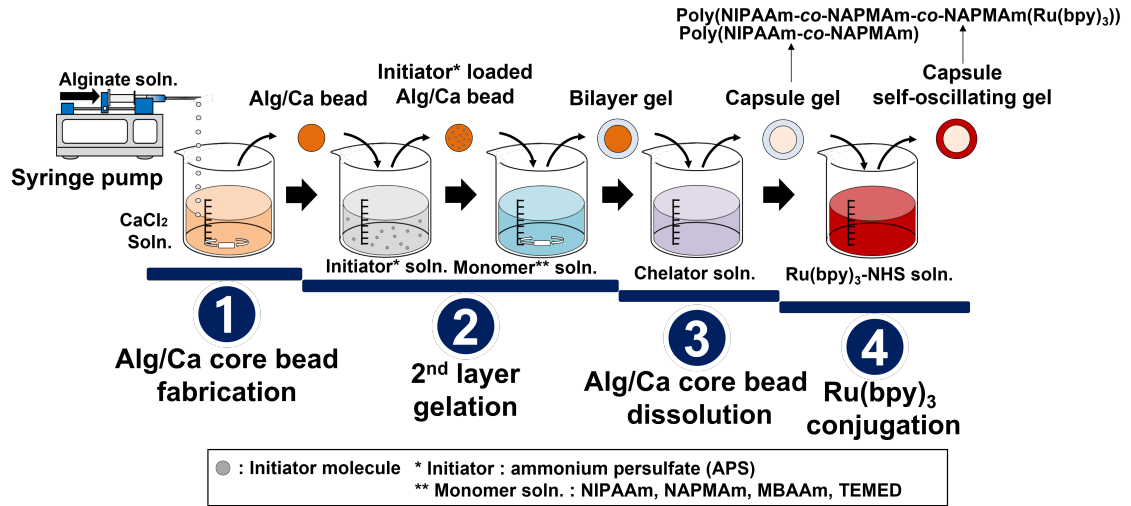 Poly(NIPAAm-co-NAPMAm-co-NAPMAm(Ru(bpy)₃))
Poly(NIPAAm-co-NAPMAm)
Alginate soln.
Syringe pump
CaCl₂
Soln.
Alg/Ca bead
Initiator* loaded
Alg/Ca bead
Bilayer gel
Capsule gel
Capsule
self-oscillating gel
Initiator* soln.
Monomer** soln.
Chelator soln.
Ru(bpy)₃-NHS soln.
1
Alg/Ca core bead
fabrication
2
2nd layer
gelation
3
Alg/Ca core bead
dissolution
4
Ru(bpy)₃
conjugation
: Initiator molecule
* Initiator : ammonium persulfate (APS)
** Monomer soln. : NIPAAm, NAPMAm, MBAAm, TEMED